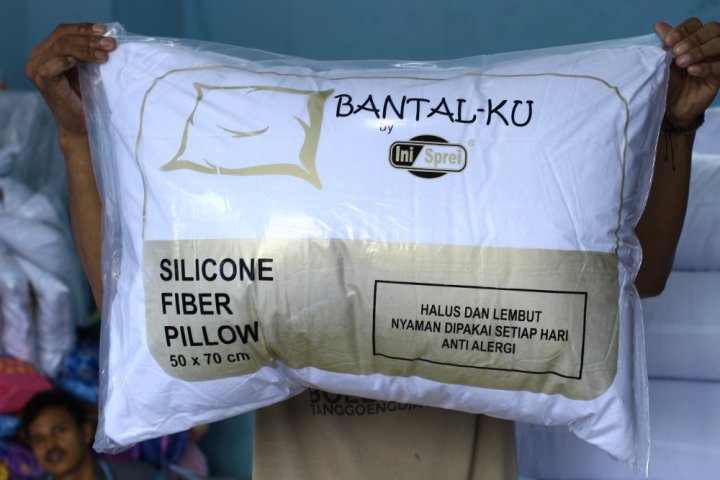 BANTAL-KU
by
Ini Sprei ®
SILICONE
FIBER
PILLOW
50 x 70 cm
HALUS DAN LEMBUT
NYAMAN DIPAKAI SETIAP HARI
ANTI ALERGI